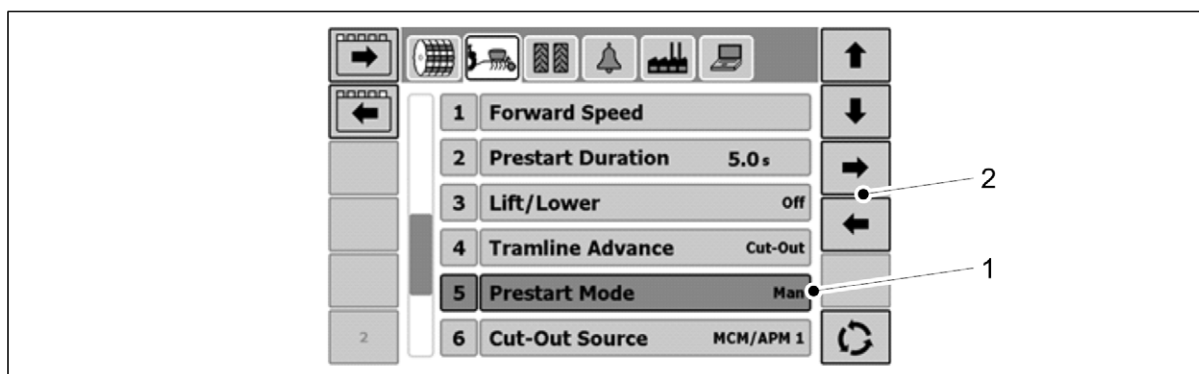 1 Forward Speed
2 Prestart Duration 5.0 s
3 Lift/Lower Off
4 Tramline Advance Cut-Out
5 Prestart Mode Man
6 Cut-Out Source MCM/APM 1
2
2
1